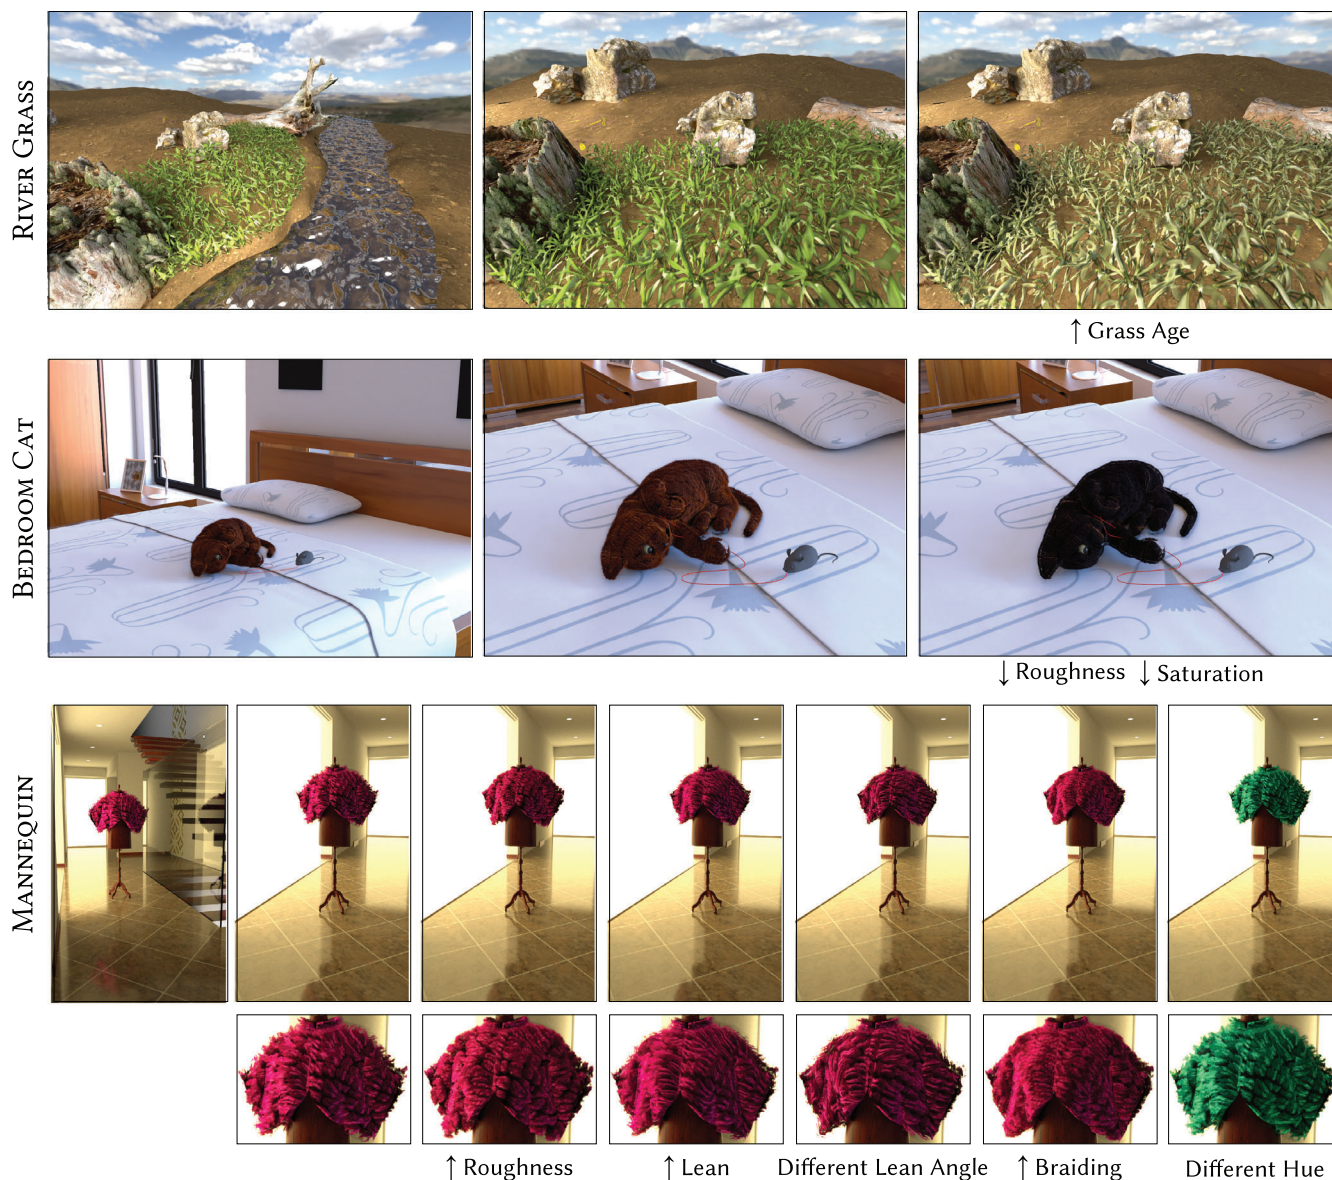 RIVER GRASS
↑ Grass Age
BEDROOM CAT
↓ Roughness ↓ Saturation
MANNEQUIN
↑ Roughness
↑ Lean
Different Lean Angle
↑ Braiding
Different Hue